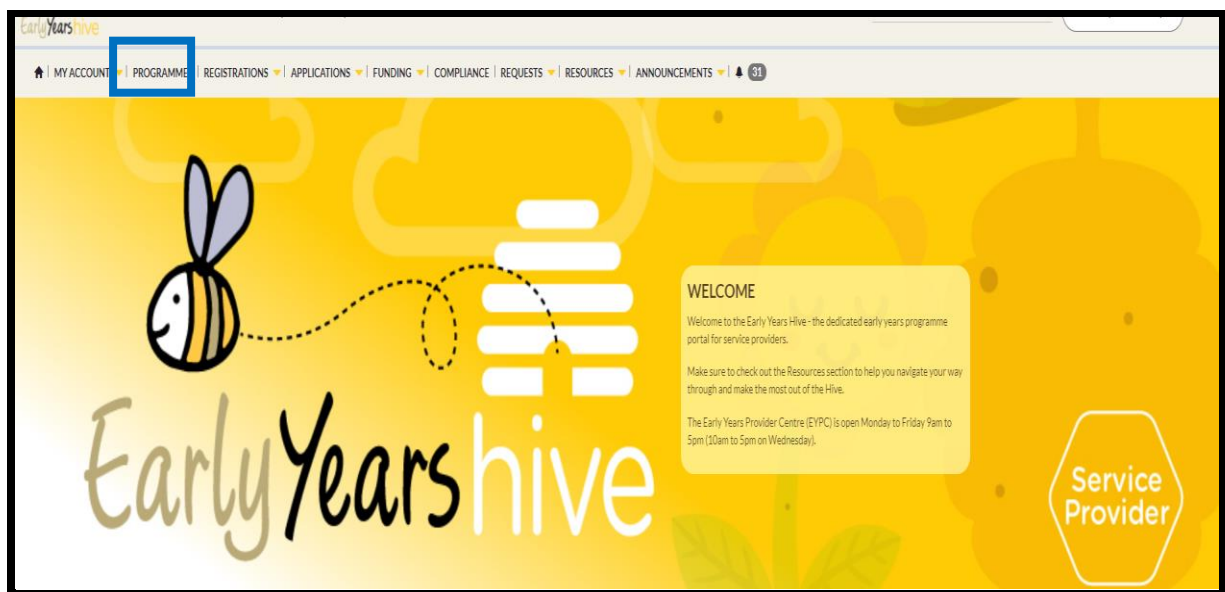 EarlyYearshive
MY ACCOUNT | PROGRAMME | REGISTRATIONS | APPLICATIONS | FUNDING | COMPLIANCE | REQUESTS | RESOURCES | ANNOUNCEMENTS | 31
WELCOME
Welcome to the Early Years Hive - the dedicated early years programme
portal for service providers.
Make sure to check out the Resources section to help you navigate your way
through and make the most out of the Hive.
The Early Years Provider Centre (EYPC) is open Monday to Friday 9am to
5pm (10am to 5pm on Wednesday).
EarlyYearshive
Service
Provider